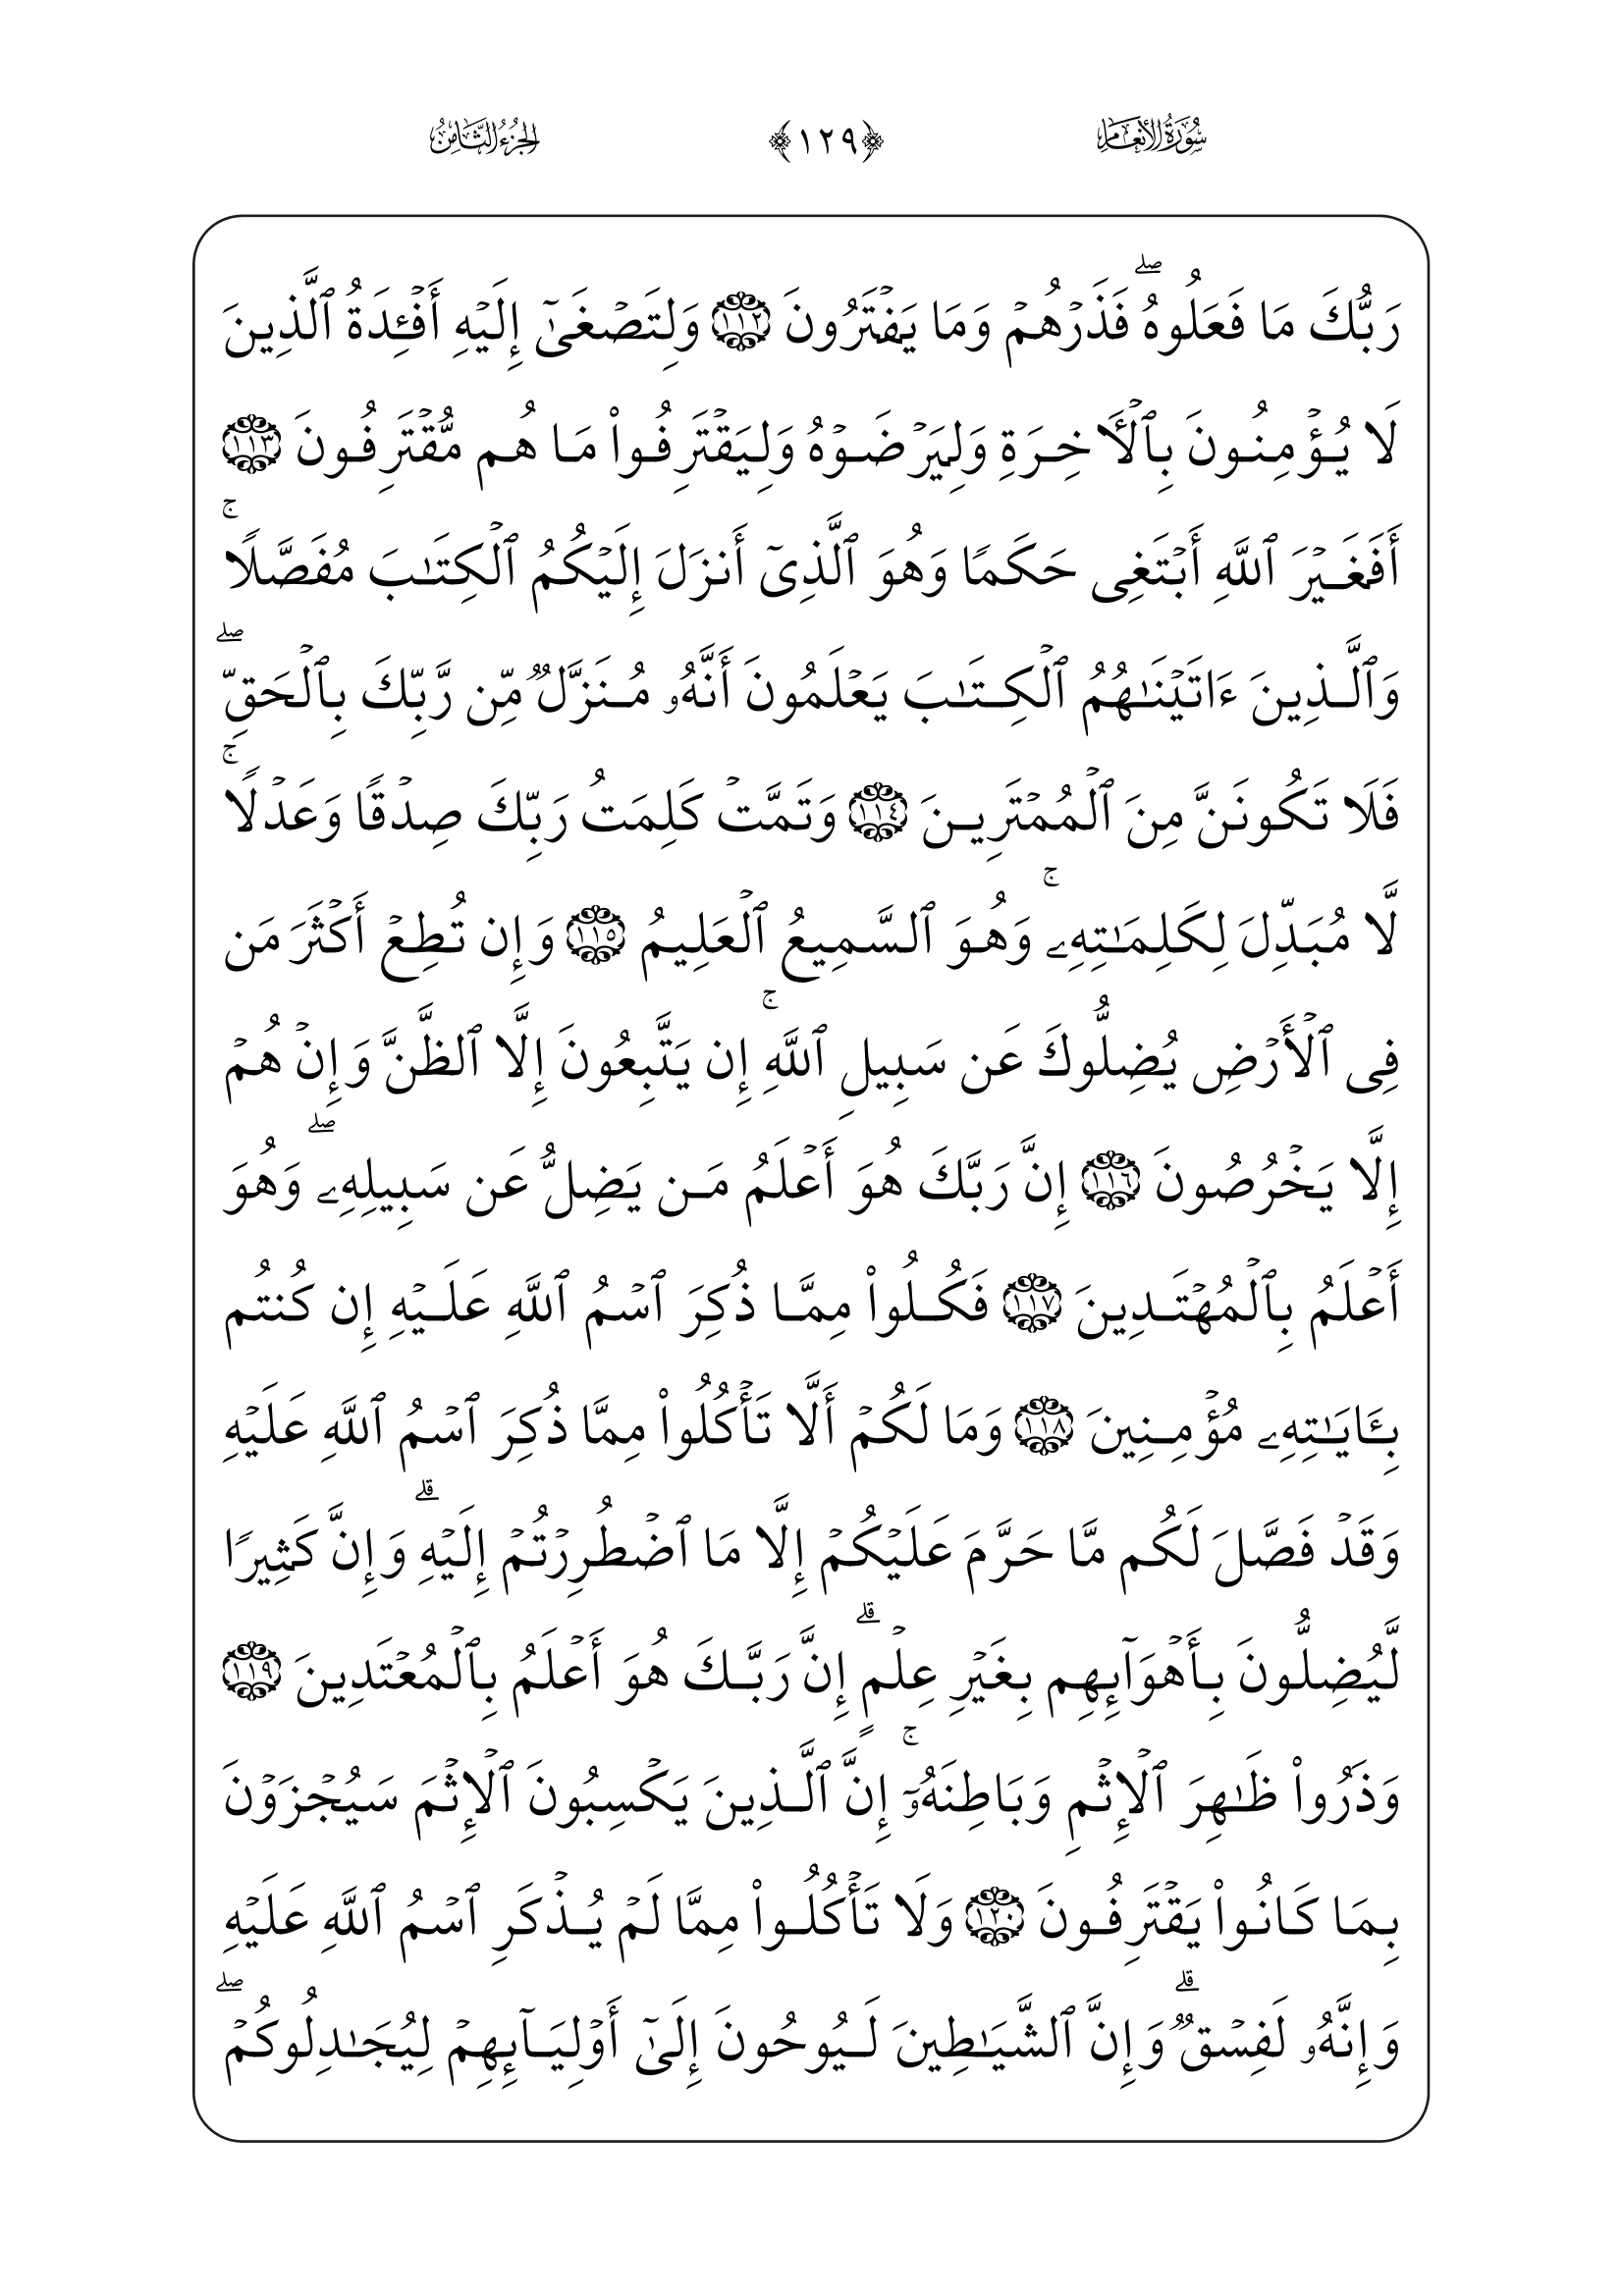 سُورَةُ الأَنعَامِ ﴿١٢٩﴾ الجُزءُ الثَّامِنُ
رَبُّكَ مَا فَعَلُوهُۖ فَذَرۡهُمۡ وَمَا يَفۡتَرُونَ ١١٢ وَلِتَصۡغَىٰٓ إِلَيۡهِ أَفۡـِٔدَةُ ٱلَّذِينَ
لَا يُؤۡمِنُونَ بِٱلۡأٓخِرَةِ وَلِيَرۡضَوۡهُ وَلِيَقۡتَرِفُواْ مَا هُم مُّقۡتَرِفُونَ ١١٣
أَفَغَيۡرَ ٱللَّهِ أَبۡتَغِي حَكَمٗا وَهُوَ ٱلَّذِيٓ أَنزَلَ إِلَيۡكُمُ ٱلۡكِتَٰبَ مُفَصَّلٗاۚ
وَٱلَّذِينَ ءَاتَيۡنَٰهُمُ ٱلۡكِتَٰبَ يَعۡلَمُونَ أَنَّهُۥ مُنَزَّلٞ مِّن رَّبِّكَ بِٱلۡحَقِّۖ
فَلَا تَكُونَنَّ مِنَ ٱلۡمُمۡتَرِينَ ١١٤ وَتَمَّتۡ كَلِمَتُ رَبِّكَ صِدۡقٗا وَعَدۡلٗاۚ
لَّا مُبَدِّلَ لِكَلِمَٰتِهِۦۚ وَهُوَ ٱلسَّمِيعُ ٱلۡعَلِيمُ ١١٥ وَإِن تُطِعۡ أَكۡثَرَ مَن
فِي ٱلۡأَرۡضِ يُضِلُّوكَ عَن سَبِيلِ ٱللَّهِۚ إِن يَتَّبِعُونَ إِلَّا ٱلظَّنَّ وَإِنۡ هُمۡ
إِلَّا يَخۡرُصُونَ ١١٦ إِنَّ رَبَّكَ هُوَ أَعۡلَمُ مَن يَضِلُّ عَن سَبِيلِهِۦۖ وَهُوَ
أَعۡلَمُ بِٱلۡمُهۡتَدِينَ ١١٧ فَكُلُواْ مِمَّا ذُكِرَ ٱسۡمُ ٱللَّهِ عَلَيۡهِ إِن كُنتُم
بِـَٔايَٰتِهِۦ مُؤۡمِنِينَ ١١٨ وَمَا لَكُمۡ أَلَّا تَأۡكُلُواْ مِمَّا ذُكِرَ ٱسۡمُ ٱللَّهِ عَلَيۡهِ
وَقَدۡ فَصَّلَ لَكُم مَّا حَرَّمَ عَلَيۡكُمۡ إِلَّا مَا ٱضۡطُرِرۡتُمۡ إِلَيۡهِۗ وَإِنَّ كَثِيرٗا
لَّيُضِلُّونَ بِأَهۡوَآئِهِم بِغَيۡرِ عِلۡمٍۗ إِنَّ رَبَّكَ هُوَ أَعۡلَمُ بِٱلۡمُعۡتَدِينَ ١١٩
وَذَرُواْ ظَٰهِرَ ٱلۡإِثۡمِ وَبَاطِنَهُۥٓۚ إِنَّ ٱلَّذِينَ يَكۡسِبُونَ ٱلۡإِثۡمَ سَيُجۡزَوۡنَ
بِمَا كَانُواْ يَقۡتَرِفُونَ ١٢٠ وَلَا تَأۡكُلُواْ مِمَّا لَمۡ يُذۡكَرِ ٱسۡمُ ٱللَّهِ عَلَيۡهِ
وَإِنَّهُۥ لَفِسۡقٞۗ وَإِنَّ ٱلشَّيَٰطِينَ لَيُوحُونَ إِلَىٰٓ أَوۡلِيَآئِهِمۡ لِيُجَٰدِلُوكُمۡۖ